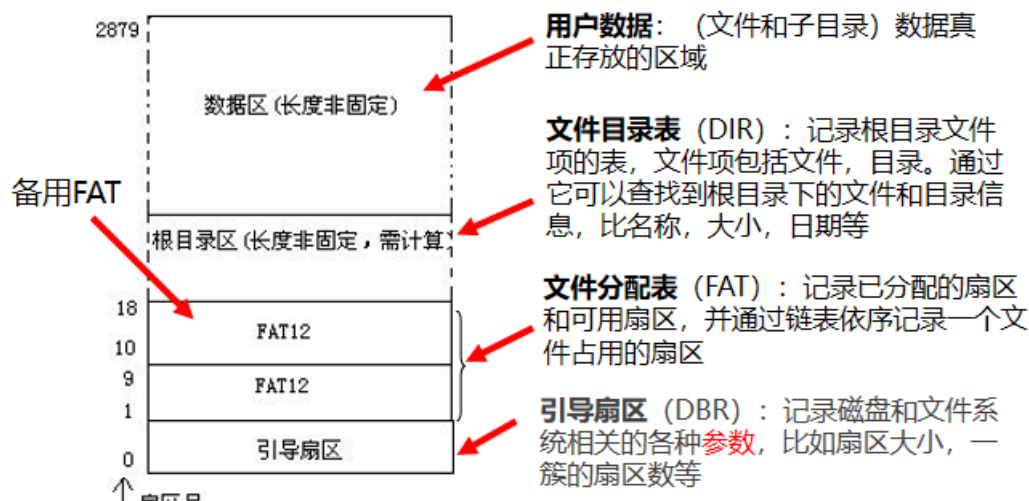 2879
数据区(长度非固定)
备用FAT
根目录区(长度非固定,需计算)
18
FAT12
10
9
FAT12
1
引导扇区
0
用户数据：（文件和子目录）数据真
正存放的区域
文件目录表（DIR）：记录根目录文件
项的表，文件项包括文件，目录。通过
它可以查找到根目录下的文件和目录信
息，比名称，大小，日期等
文件分配表（FAT）：记录已分配的扇区
和可用扇区，并通过链表依序记录一个文
件占用的扇区
引导扇区（DBR）：记录磁盘和文件系
统相关的各种参数，比如扇区大小，一
簇的扇区数等